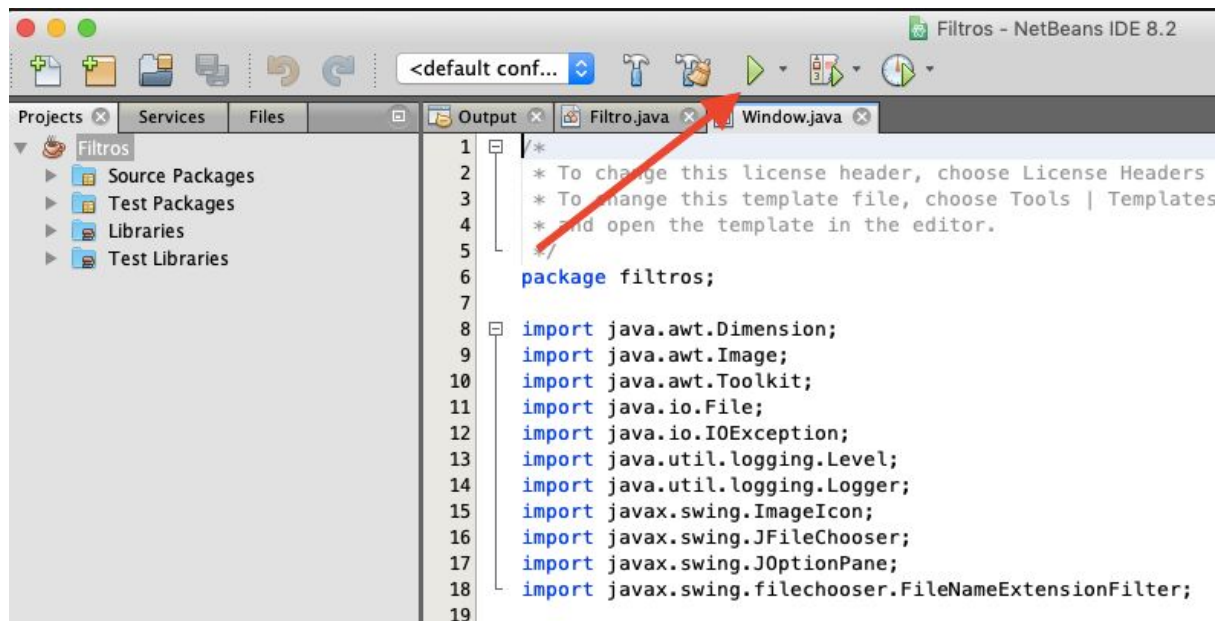 Filtros - NetBeans IDE 8.2
<default conf...
Projects Services Files
Output Filtro.java Window.java
Filtros
Source Packages
Test Packages
Libraries
Test Libraries
1 /*
2 * To change this license header, choose License Headers
3 * To change this template file, choose Tools | Templates
4 * and open the template in the editor.
5 */
6 package filtros;
7
8 import java.awt.Dimension;
9 import java.awt.Image;
10 import java.awt.Toolkit;
11 import java.io.File;
12 import java.io.IOException;
13 import java.util.logging.Level;
14 import java.util.logging.Logger;
15 import javax.swing.ImageIcon;
16 import javax.swing.JFileChooser;
17 import javax.swing.JOptionPane;
18 import javax.swing.filechooser.FileNameExtensionFilter;
19